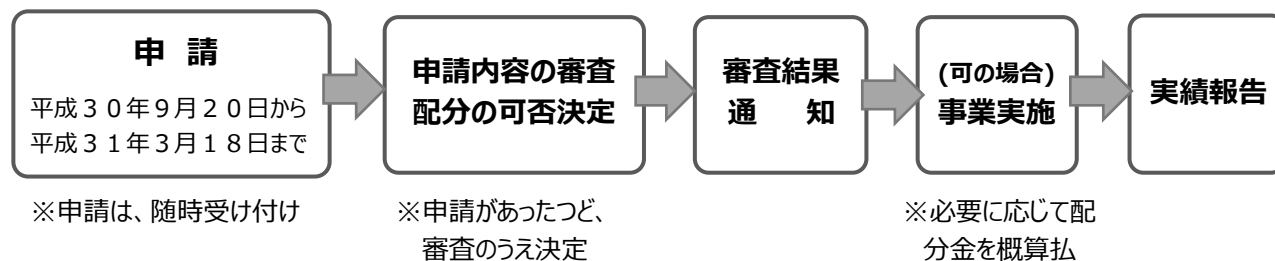 申 請
平成３０年９月２０日から
平成３１年３月１８日まで
※申請は、随時受け付け
申請内容の審査
配分の可否決定
※申請があったつど、
審査のうえ決定
審査結果
通　　知
(可の場合)
事業実施
※必要に応じて配
分金を概算払
実績報告